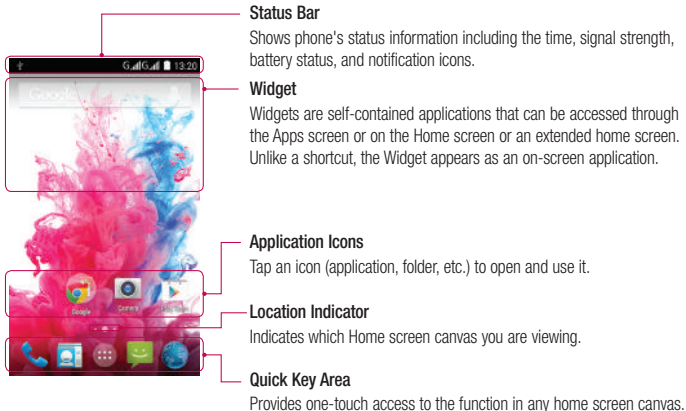 Status Bar
Shows phone's status information including the time, signal strength,
battery status, and notification icons.
G G 13:20
Google
Widget
Widgets are self-contained applications that can be accessed through
the Apps screen or on the Home screen or an extended home screen.
Unlike a shortcut, the Widget appears as an on-screen application.
Application Icons
Tap an icon (application, folder, etc.) to open and use it.
Google Camera
Location Indicator
Indicates which Home screen canvas you are viewing.
Quick Key Area
Provides one-touch access to the function in any home screen canvas.